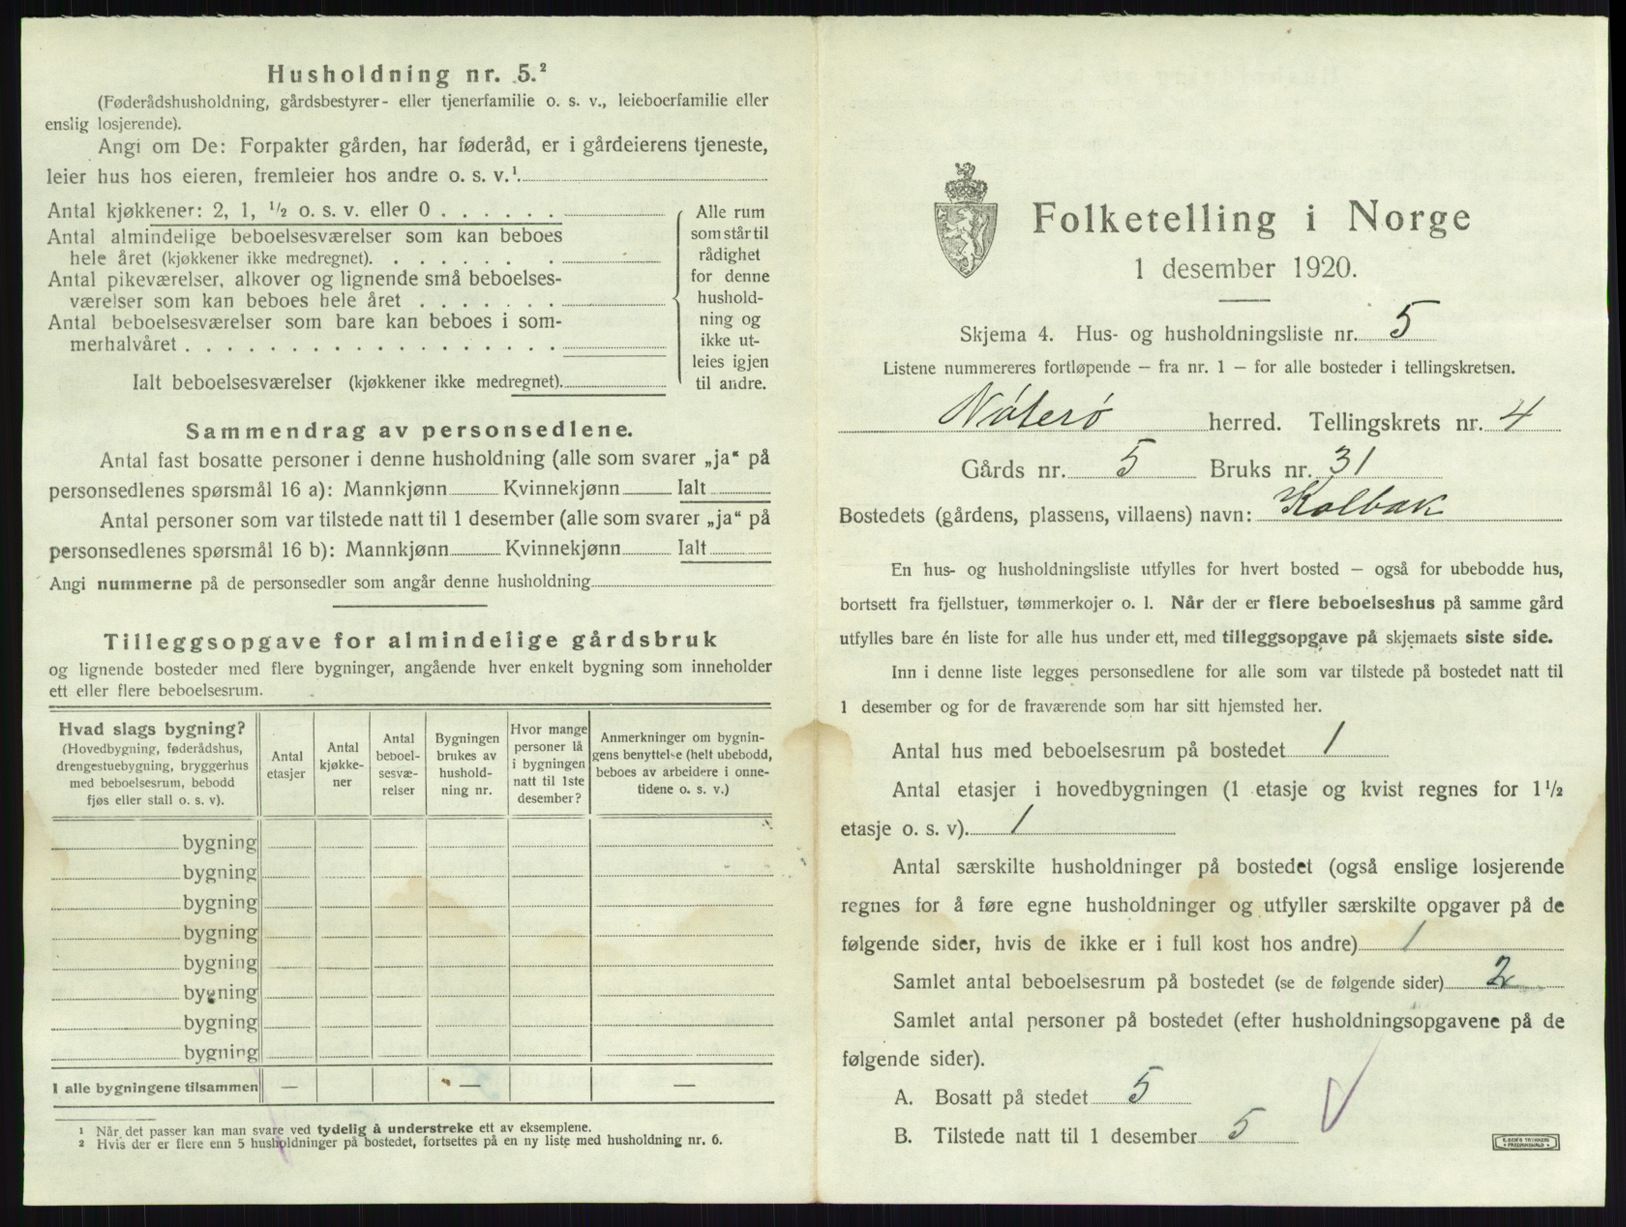 Husholdning nr. 5.²
(Føderådshusholdning, gårdsbestyrer- eller tjenerfamilie o. s. v., leieboerfamilie eller
enslig losjerende).
Angi om De: Forpakter gården, har føderåd, er i gårdeierens tjeneste,
leier hus hos eieren, fremleier hos andre o. s. v.¹
Antal kjøkkener: 2, 1, ½ o. s. v. eller 0 . . . . . .
Antal almindelige beboelsesværelser som kan beboes
hele året (kjøkkener ikke medregnet). . . . . . . .
Antal pikeværelser, alkover og lignende små beboelses-
værelser som kan beboes hele året . . . . . . .
Antal beboelsesværelser som bare kan beboes i som-
merhalvåret . . . . . . . . . . . . . . . . . .
Ialt beboelsesværelser (kjøkkener ikke medregnet).
Alle rum
som står til
rådighet
for denne
hushold-
ning og
ikke ut-
leies igjen
til andre.
Sammendrag av personsedlene.
Antal fast bosatte personer i denne husholdning (alle som svarer „ja“ på
personsedlenes spørsmål 16 a): Mannkjønn Kvinnekjønn Ialt
Antal personer som var tilstede natt til 1 desember (alle som svarer „ja“ på
personsedlenes spørsmål 16 b): Mannkjønn Kvinnekjønn Ialt
Angi nummerne på de personsedler som angår denne husholdning
Tilleggsopgave for almindelige gårdsbruk
og lignende bosteder med flere bygninger, angående hver enkelt bygning som inneholder
ett eller flere beboelsesrum.
Hvad slags bygning?
(Hovedbygning, føderådshus,
drengestuebygning, bryggerhus
med beboelsesrum, bebodd
fjøs eller stall o. s. v).
Antal
etasjer
Antal
kjøkke-
ner
Antal
beboel-
sesvæ-
relser
Bygningen
brukes av
hushold-
ning nr.
Hvor mange
personer lå
i bygningen
natt til 1ste
desember?
Anmerkninger om bygnin-
gens benyttelse (helt ubebodd,
beboes av arbeidere i onne-
tidene o. s. v.)
bygning
bygning
bygning
bygning
bygning
bygning
bygning
bygning
I alle bygningene tilsammen — — —
¹ Når det passer kan man svare ved tydelig å understreke ett av eksemplene.
² Hvis der er flere enn 5 husholdninger på bostedet, fortsettes på en ny liste med husholdning nr. 6.
Folketelling i Norge
1 desember 1920.
Skjema 4. Hus- og husholdningsliste nr. 5
Listene nummereres fortløpende — fra nr. 1 — for alle bosteder i tellingskretsen.
Nøterø herred. Tellingskrets nr. 4
Gårds nr. 5 Bruks nr. 31
Bostedets (gårdens, plassens, villaens) navn: Kolbak
En hus- og husholdningsliste utfylles for hvert bosted — også for ubebodde hus,
bortsett fra fjellstuer, tømmerkojer o. l. Når der er flere beboelseshus på samme gård
utfylles bare én liste for alle hus under ett, med tilleggsopgave på skjemaets siste side.
Inn i denne liste legges personsedlene for alle som var tilstede på bostedet natt til
1 desember og for de fraværende som har sitt hjemsted her.
Antal hus med beboelsesrum på bostedet 1
Antal etasjer i hovedbygningen (1 etasje og kvist regnes for 1½
etasje o. s. v). 1
Antal særskilte husholdninger på bostedet (også enslige losjerende
regnes for å føre egne husholdninger og utfyller særskilte opgaver på de
følgende sider, hvis de ikke er i full kost hos andre) 1
Samlet antal beboelsesrum på bostedet (se de følgende sider) 2
Samlet antal personer på bostedet (efter husholdningsopgavene på de
følgende sider).
A. Bosatt på stedet 5
B. Tilstede natt til 1 desember 5